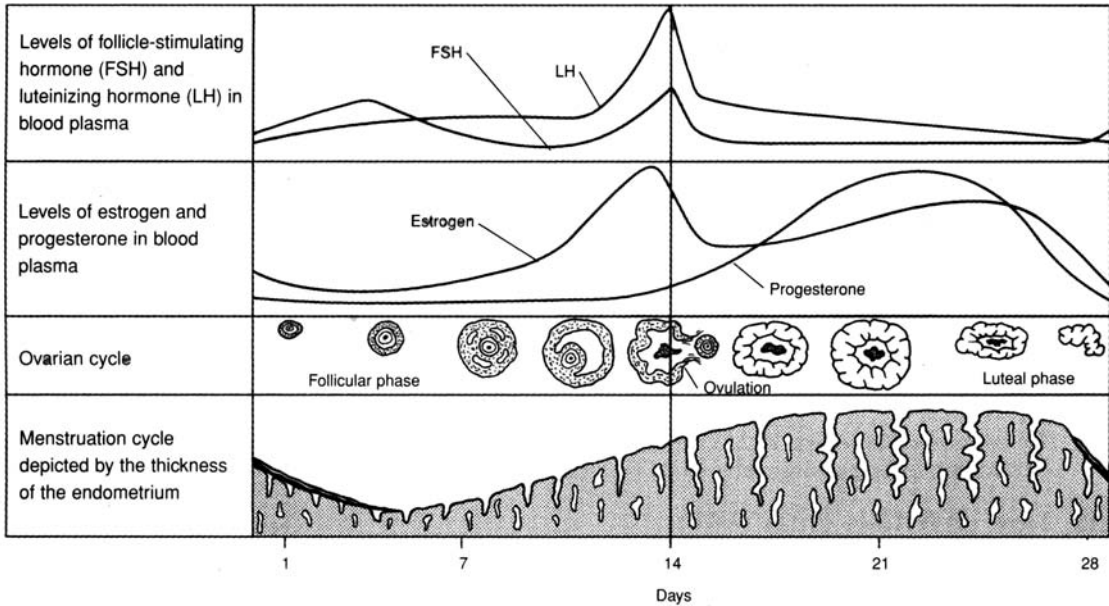 Levels of follicle-stimulating
hormone (FSH) and
luteinizing hormone (LH) in
blood plasma
FSH
LH
Levels of estrogen and
progesterone in blood
plasma
Estrogen
Progesterone
Ovarian cycle
Follicular phase
Ovulation
Luteal phase
Menstruation cycle
depicted by the thickness
of the endometrium
1 7 14 21 28
Days